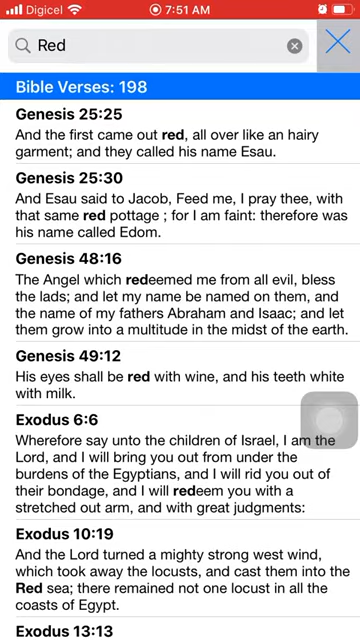 Digicel
7:51 AM
Red
Bible Verses: 198
Genesis 25:25
And the first came out red, all over like an hairy
garment; and they called his name Esau.
Genesis 25:30
And Esau said to Jacob, Feed me, I pray thee, with
that same red pottage ; for I am faint: therefore was
his name called Edom.
Genesis 48:16
The Angel which redeemed me from all evil, bless
the lads; and let my name be named on them, and
the name of my fathers Abraham and Isaac; and let
them grow into a multitude in the midst of the earth.
Genesis 49:12
His eyes shall be red with wine, and his teeth white
with milk.
Exodus 6:6
Wherefore say unto the children of Israel, I am the
Lord, and I will bring you out from under the
burdens of the Egyptians, and I will rid you out of
their bondage, and I will redeem you with a
stretched out arm, and with great judgments:
Exodus 10:19
And the Lord turned a mighty strong west wind,
which took away the locusts, and cast them into the
Red sea; there remained not one locust in all the
coasts of Egypt.
Exodus 13:13